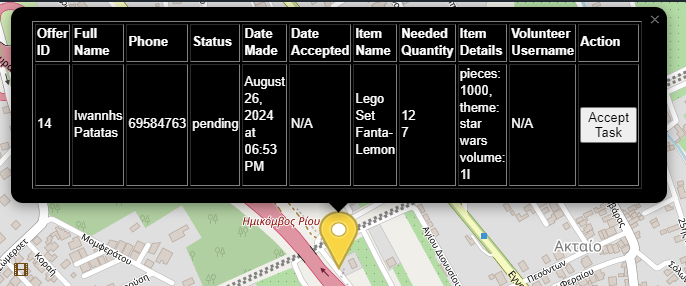 ×
Offer ID	Full Name	Phone	Status	Date Made	Date Accepted	Item Name	Needed Quantity	Item Details	Volunteer Username	Action
14	Iwannhs Patatas	69584763	pending	August 26, 2024 at 06:53 PM	N/A	Lego Set Fanta-Lemon	12 7	pieces: 1000, theme: star wars volume: 1l	N/A	Accept Task
Ημικόμβος Ρίου
Μομφεράτου
Κοραή
Αγίου Διονυσίου
Ακταίο
Πεσόντων
Φεραίου